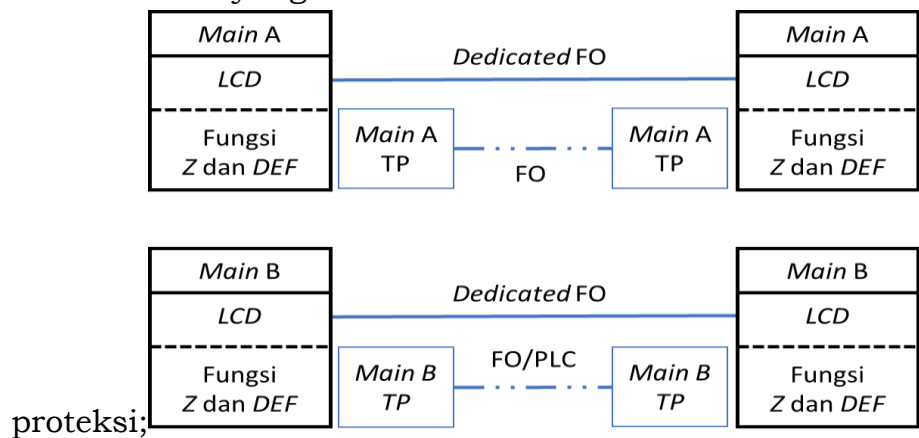 Main A
Dedicated FO
Main A
LCD
LCD
Fungsi
Z dan DEF
Main A
TP
FO
Main A
TP
Fungsi
Z dan DEF
Main B
Dedicated FO
Main B
LCD
LCD
Fungsi
Z dan DEF
Main B
TP
FO/PLC
Main B
TP
Fungsi
Z dan DEF
proteksi;